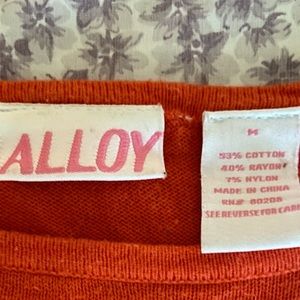 ALLOY
M
53% COTTON
40% RAYON
7% NYLON
MADE IN CHINA
RN# 80208
SEE REVERSE FOR CARE